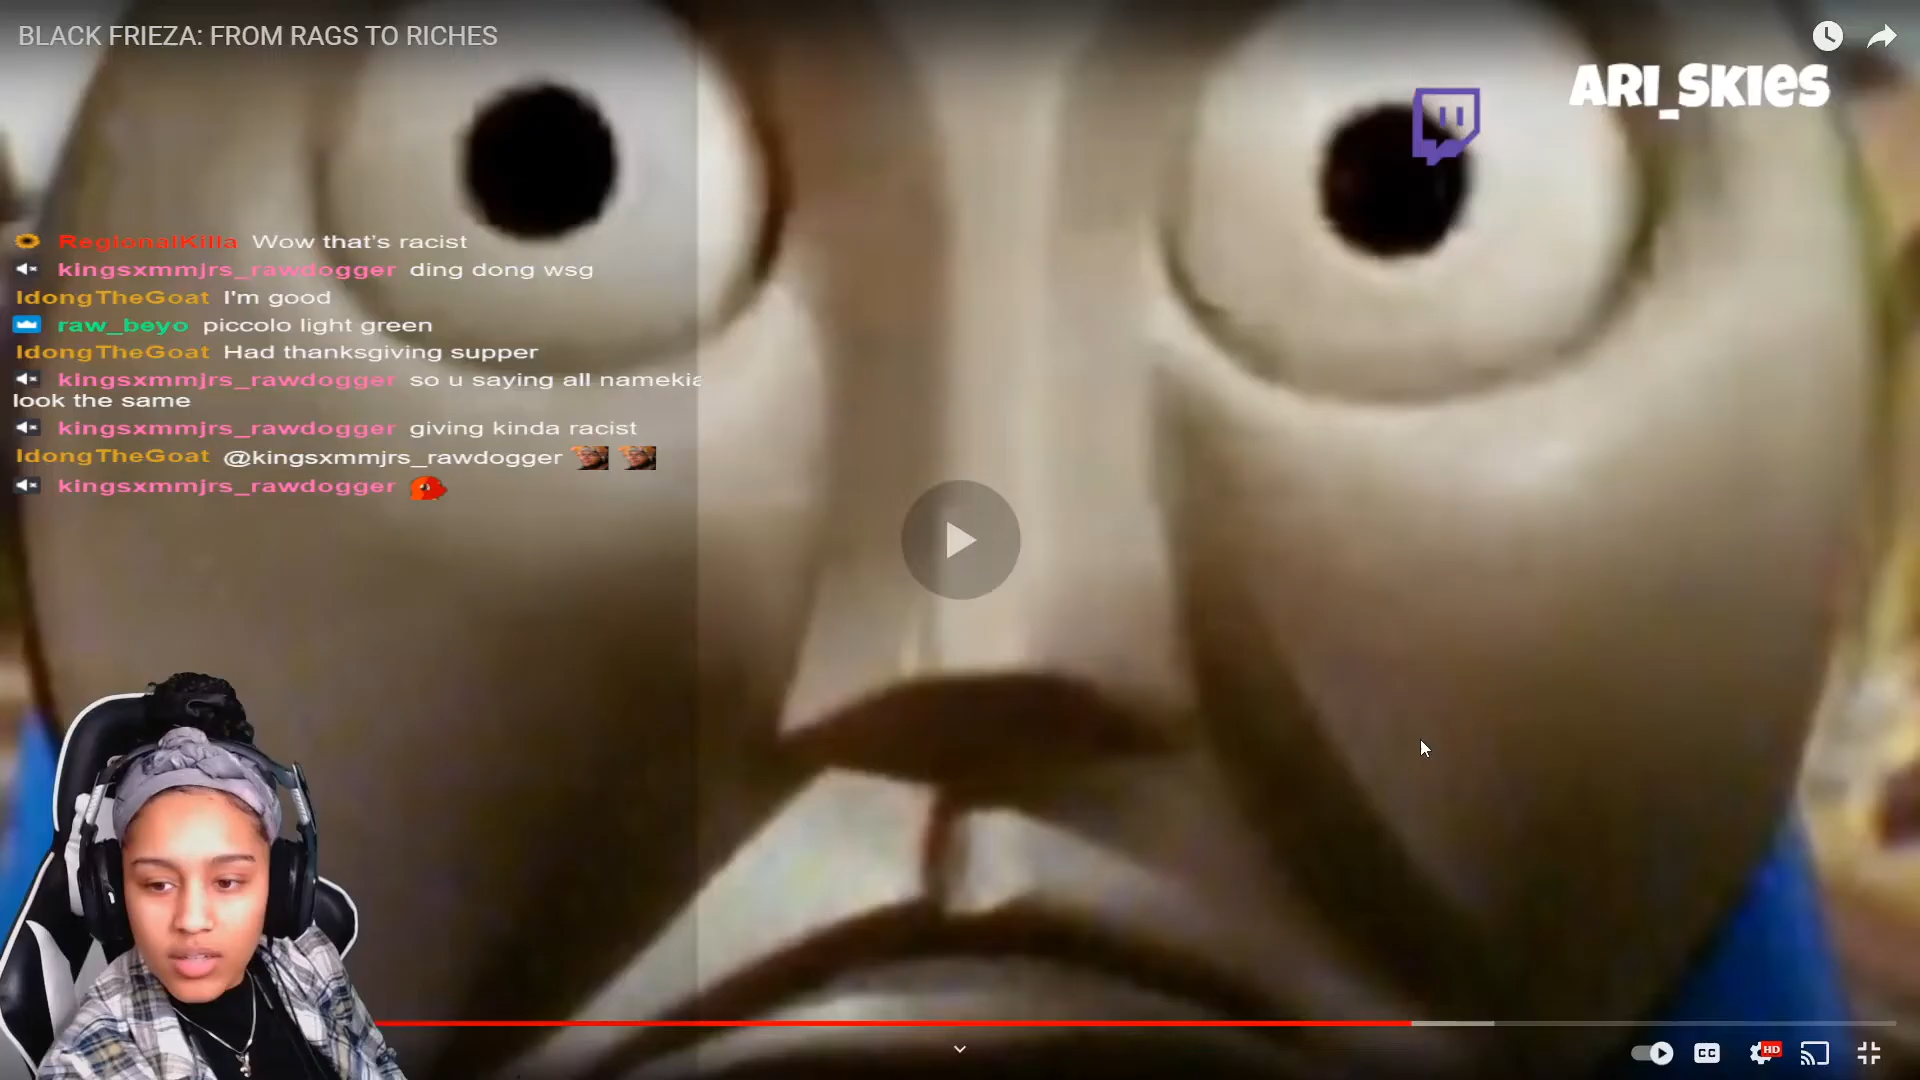 BLACK FRIEZA: FROM RAGS TO RICHES
ARI_SKIES
RegionalKilla Wow that's racist
kingsxmmjrs_rawdogger ding dong wsg
IdongTheGoat I'm good
raw_beyo piccolo light green
IdongTheGoat Had thanksgiving supper
kingsxmmjrs_rawdogger so u saying all namekia
look the same
kingsxmmjrs_rawdogger giving kinda racist
IdongTheGoat @kingsxmmjrs_rawdogger
kingsxmmjrs_rawdogger
CC
HD